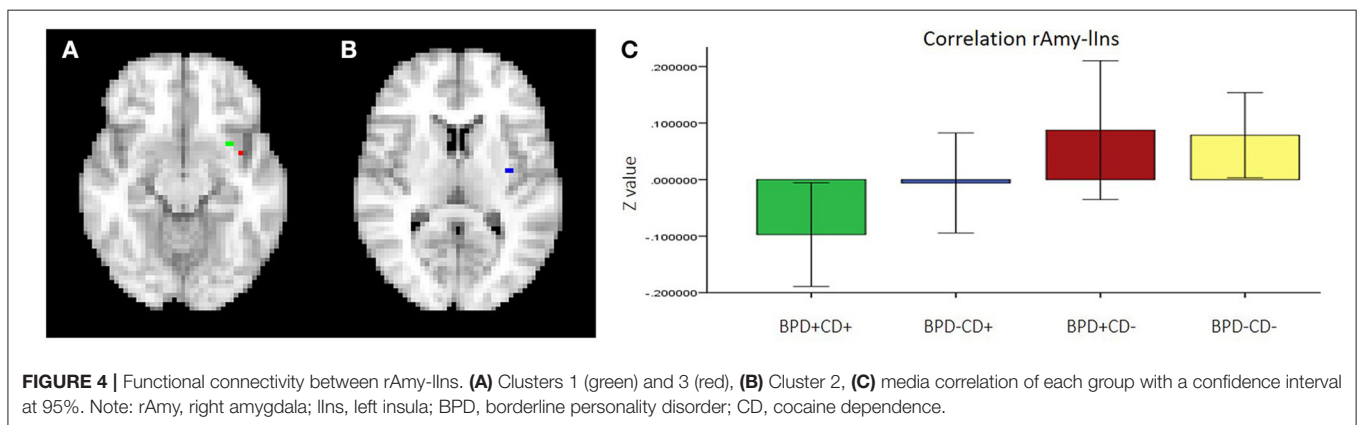 A
B
C
Correlation rAmy-lIns
.200000
.100000
.000000
-.100000
-.200000
Z value
BPD+CD+
BPD-CD+
BPD+CD-
BPD-CD-
FIGURE 4 | Functional connectivity between rAmy-lIns. (A) Clusters 1 (green) and 3 (red), (B) Cluster 2, (C) media correlation of each group with a confidence interval
at 95%. Note: rAmy, right amygdala; lIns, left insula; BPD, borderline personality disorder; CD, cocaine dependence.